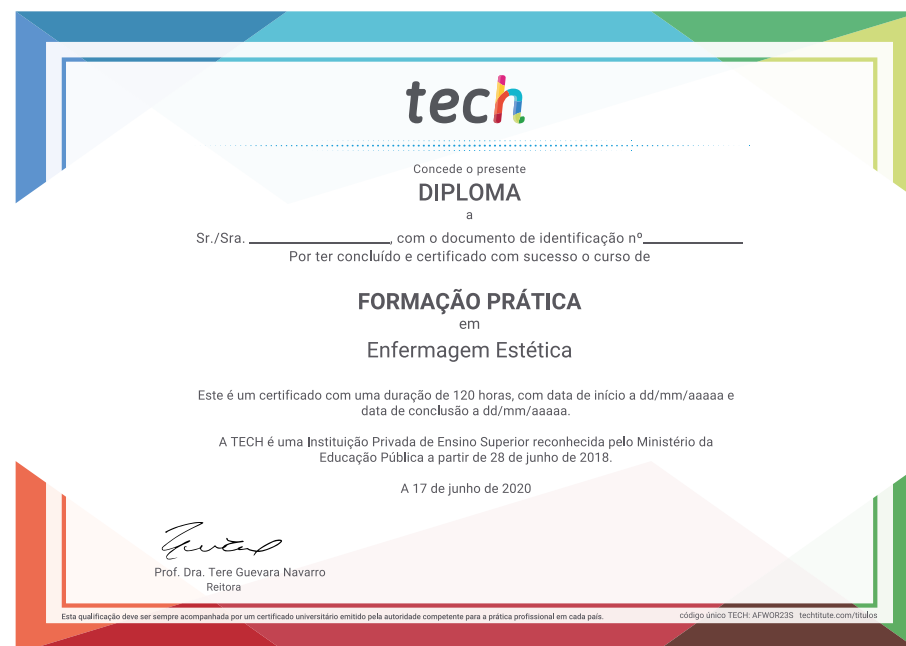 tech
Concede o presente
DIPLOMA
a
Sr./Sra. ____________________, com o documento de identificação nº______________
Por ter concluído e certificado com sucesso o curso de
FORMAÇÃO PRÁTICA
em
Enfermagem Estética
Este é um certificado com uma duração de 120 horas, com data de início a dd/mm/aaaaa e
data de conclusão a dd/mm/aaaaa.
A TECH é uma Instituição Privada de Ensino Superior reconhecida pelo Ministério da
Educação Pública a partir de 28 de junho de 2018.
A 17 de junho de 2020
Prof. Dra. Tere Guevara Navarro
Reitora
Esta qualificação deve ser sempre acompanhada por um certificado universitário emitido pela autoridade competente para a prática profissional em cada país.
código único TECH: AFWOR23S techtitute.com/titulos